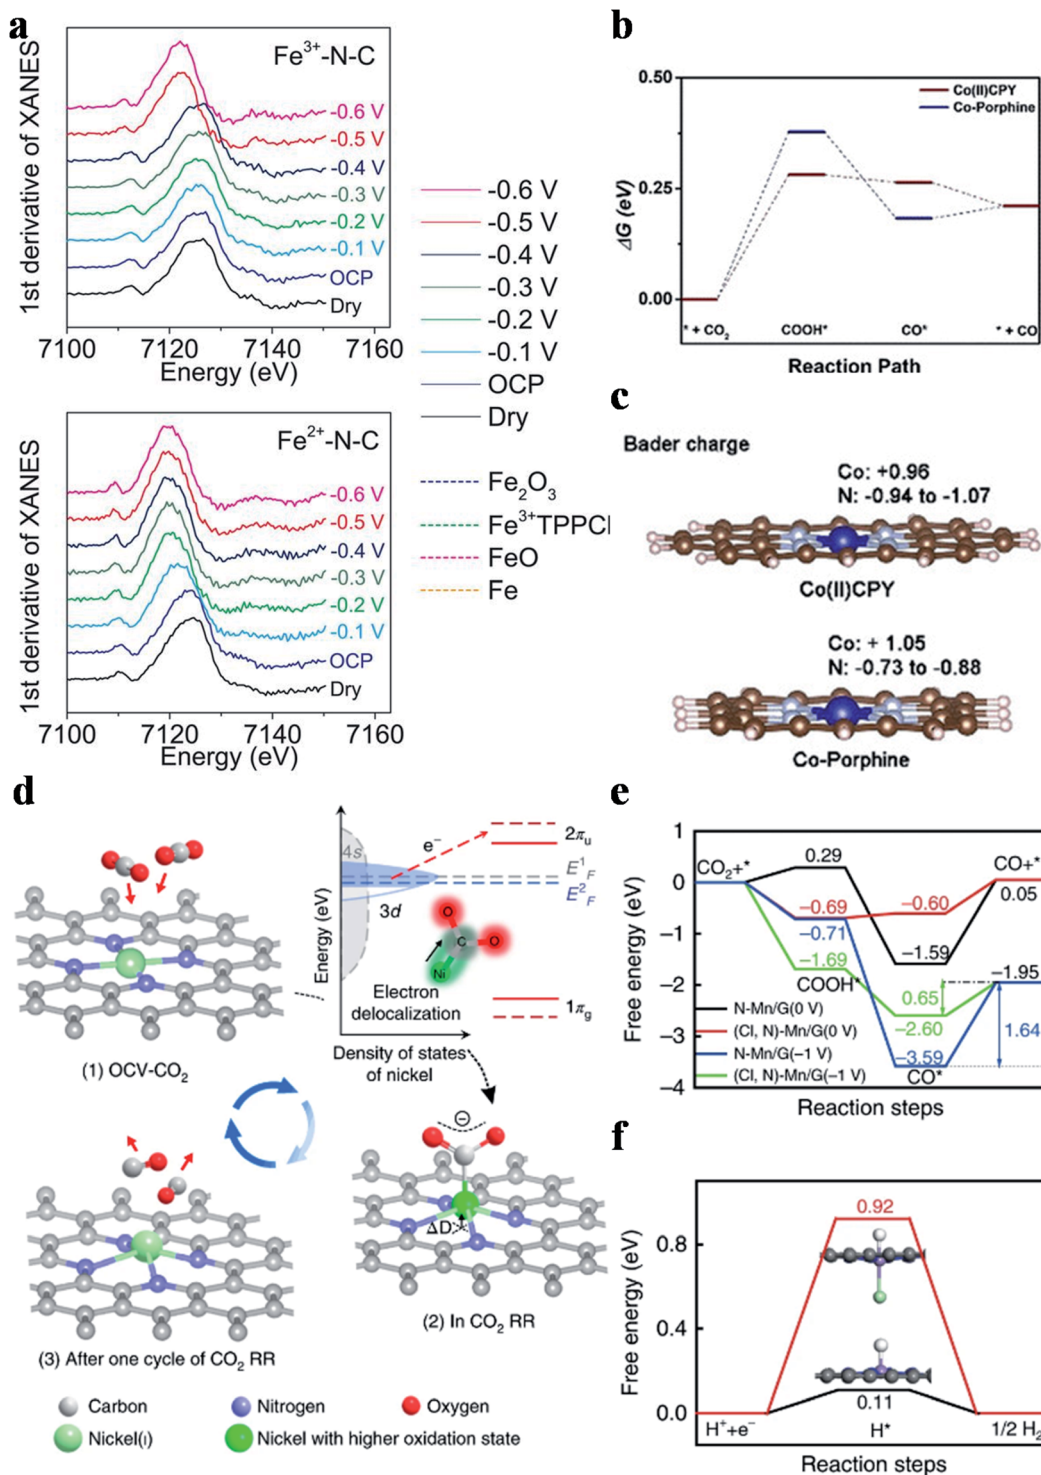 a
1st derivative of XANES
Fe³⁺-N-C
-0.6 V
-0.5 V
-0.4 V
-0.3 V
-0.2 V
-0.1 V
OCP
Dry
7100 7120 7140 7160
Energy (eV)
1st derivative of XANES
Fe²⁺-N-C
-0.6 V
-0.5 V
-0.4 V
-0.3 V
-0.2 V
-0.1 V
OCP
Dry
7100 7120 7140 7160
Energy (eV)
-0.6 V
-0.5 V
-0.4 V
-0.3 V
-0.2 V
-0.1 V
OCP
Dry
Fe₂O₃
Fe³⁺TPPCl
FeO
Fe
b
0.50
0.25
0.00
ΔG (eV)
Co(II)CPY
Co-Porphine
* + CO₂ COOH* CO* * + CO
Reaction Path
c
Bader charge
Co: +0.96
N: -0.94 to -1.07
Co(II)CPY
Co: + 1.05
N: -0.73 to -0.88
Co-Porphine
d
(1) OCV-CO₂
Energy (eV)
4s
3d
e⁻
2πᵤ
E¹F
E²F
O
C
O
Ni
Electron
delocalization
1πg
Density of states
of nickel
ΔD
(2) In CO₂ RR
(3) After one cycle of CO₂ RR
Carbon Nitrogen Oxygen
Nickel(I) Nickel with higher oxidation state
e
1
0
−1
−2
−3
−4
Free energy (eV)
CO₂+*
0.29
−0.69
−0.71
−1.69
COOH*
−0.60
−1.59
0.65
−2.60
−3.59
CO*
CO+*
0.05
−1.95
1.64
N-Mn/G(0 V)
(Cl, N)-Mn/G(0 V)
N-Mn/G(−1 V)
(Cl, N)-Mn/G(−1 V)
Reaction steps
f
0.8
0.4
0.0
Free energy (eV)
0.92
0.11
H⁺+e⁻ H* 1/2 H₂
Reaction steps